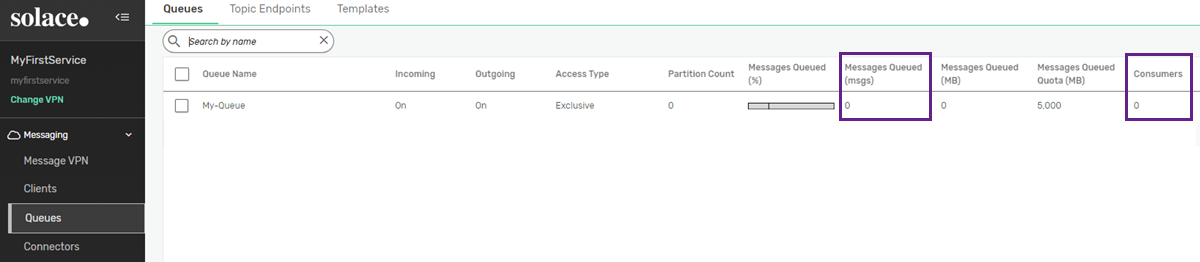 solace.
MyFirstService
myfirstservice
Change VPN
Messaging
Message VPN
Clients
Queues
Connectors
Queues Topic Endpoints Templates
Search by name
Queue Name Incoming Outgoing Access Type Partition Count Messages Queued (%) Messages Queued (msgs) Messages Queued (MB) Messages Queued Quota (MB) Consumers
My-Queue On On Exclusive 0 0 0 5,000 0